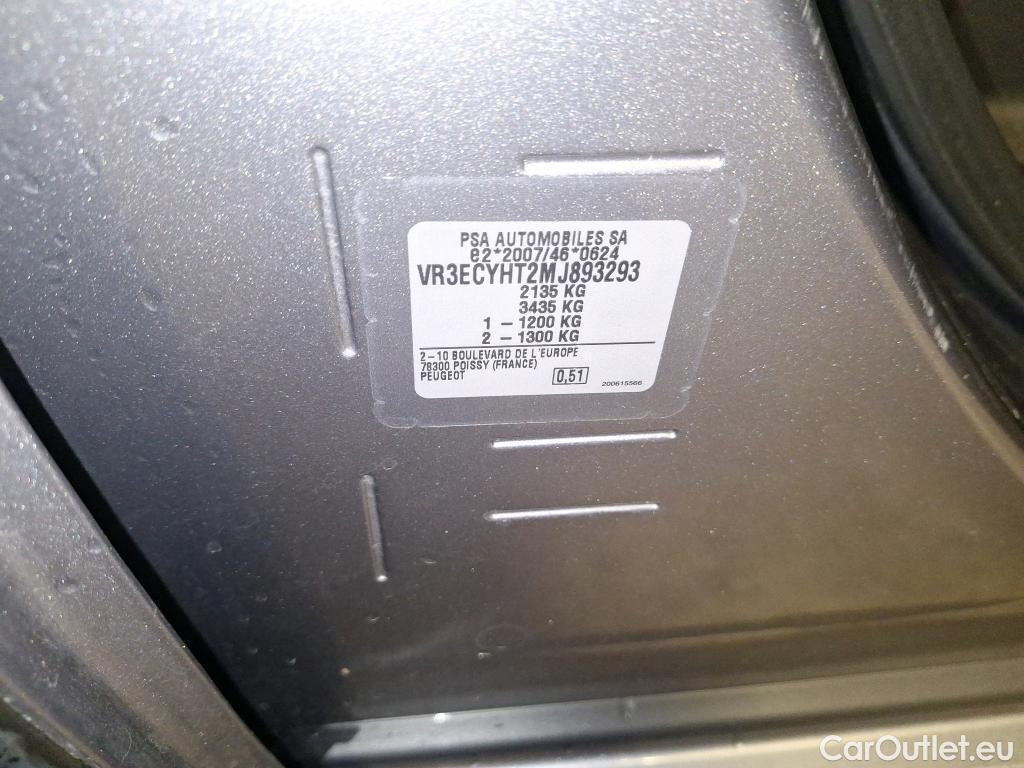 PSA AUTOMOBILES SA
e2*2007/46*0624
VR3ECYHT2MJ893293
2135 KG
3435 KG
1 - 1200 KG
2 - 1300 KG
2-10 BOULEVARD DE L'EUROPE
78300 POISSY (FRANCE)
PEUGEOT
0,51
200615566
CarOutlet.eu